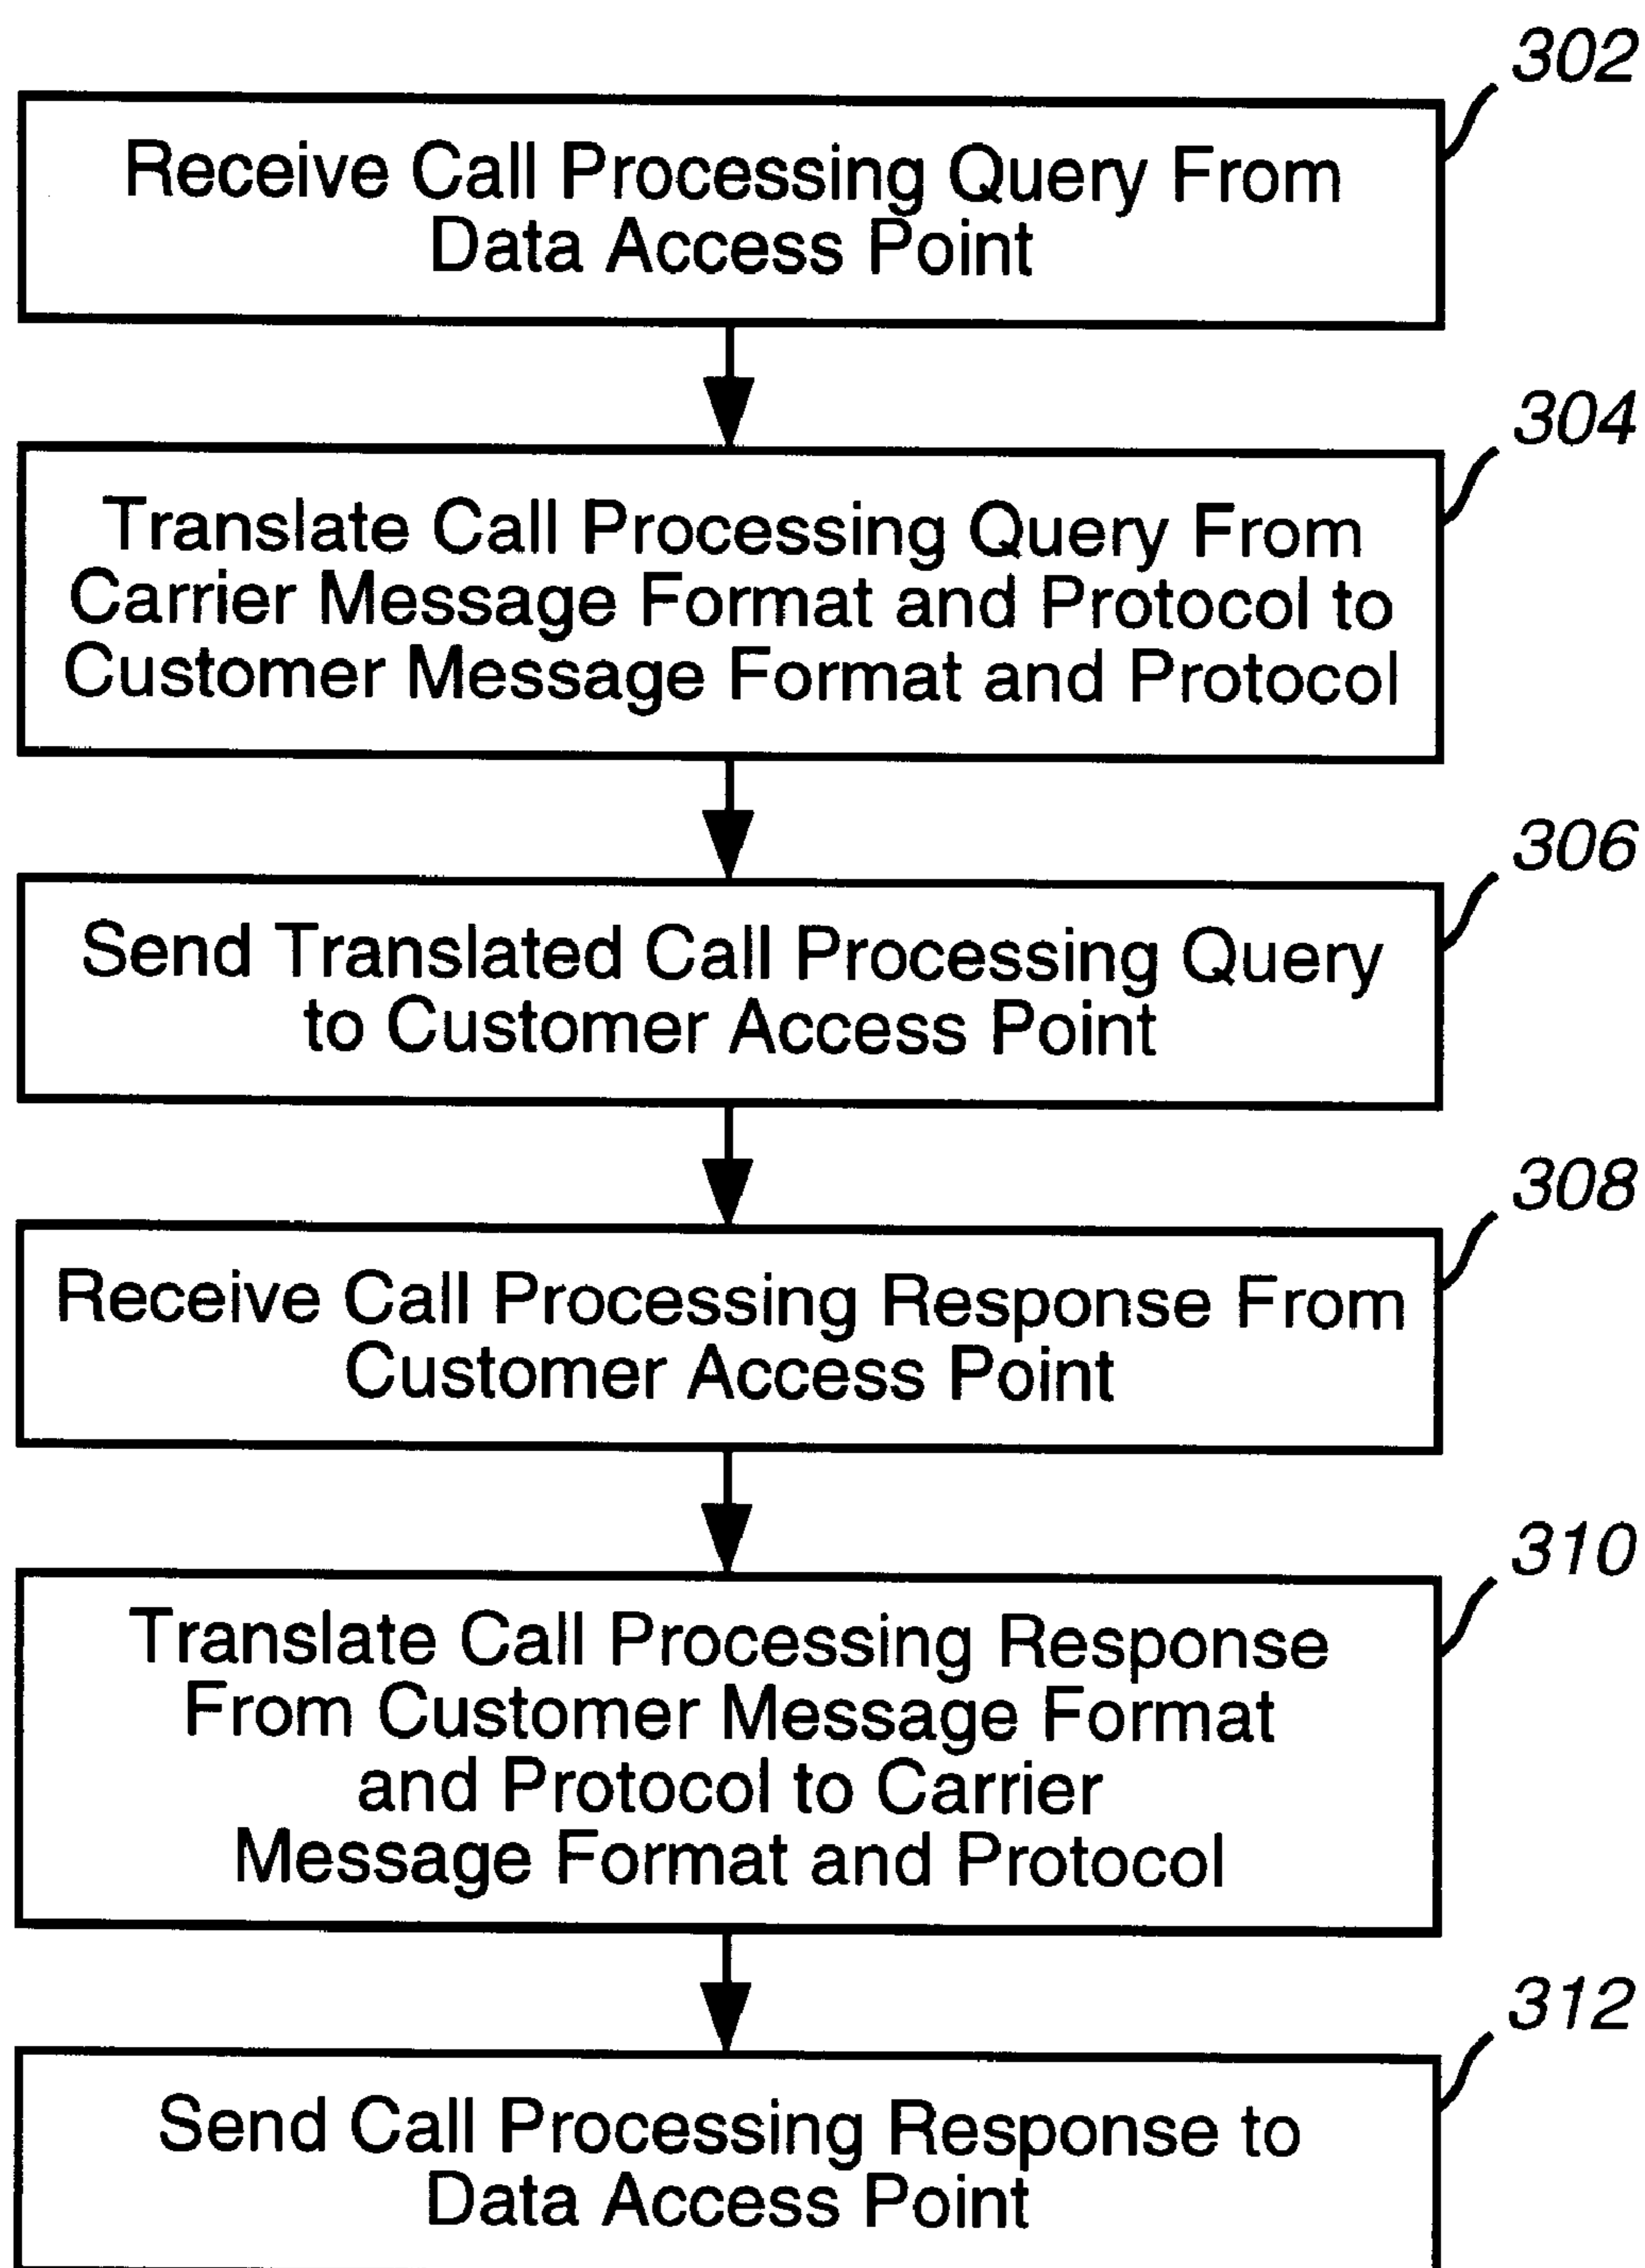 302
Receive Call Processing Query From
Data Access Point
304
Translate Call Processing Query From
Carrier Message Format and Protocol to
Customer Message Format and Protocol
306
Send Translated Call Processing Query
to Customer Access Point
308
Receive Call Processing Response From
Customer Access Point
310
Translate Call Processing Response
From Customer Message Format
and Protocol to Carrier
Message Format and Protocol
312
Send Call Processing Response to
Data Access Point